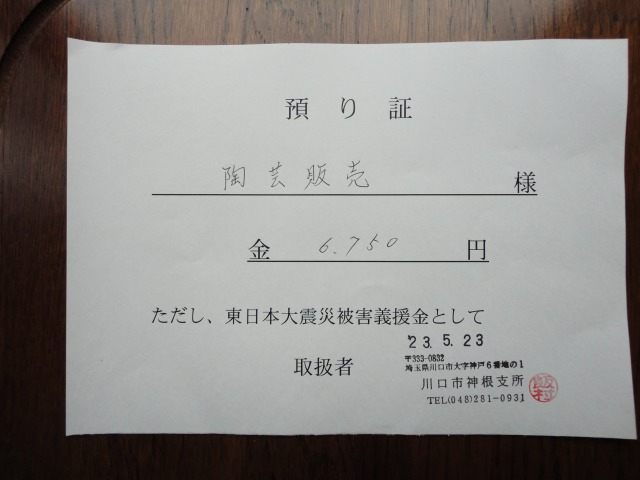 預り証
陶芸販売 様
金 6.750 円
ただし、東日本大震災被害義援金として
'23.5.23
取扱者
〒333-0832
埼玉県川口市大字神戸6番地の1
川口市神根支所
TEL(048)281-0931